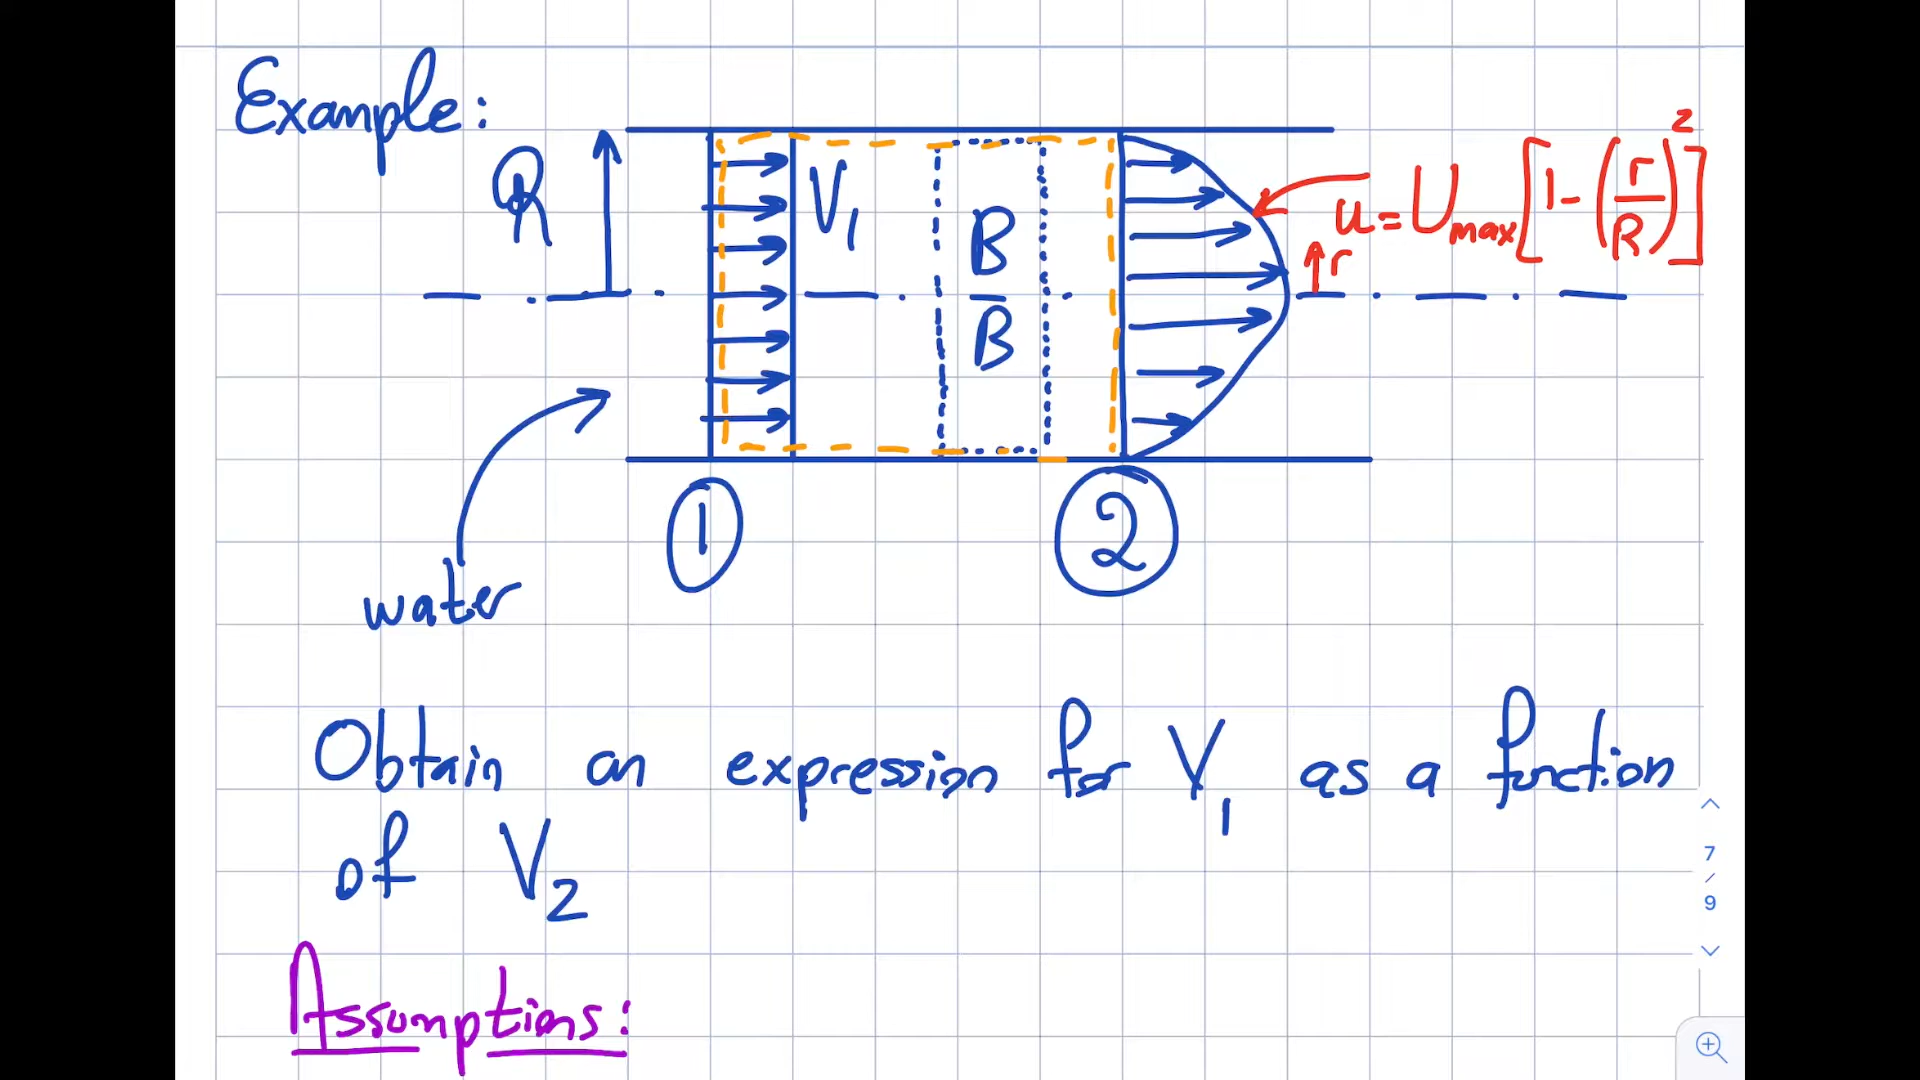 Example:
R
V₁
B
B
u = Umax[1-(r/R)²]
r
1
2
water
Obtain an expression for V₁ as a function
of V₂
Assumptions:
7
/
9